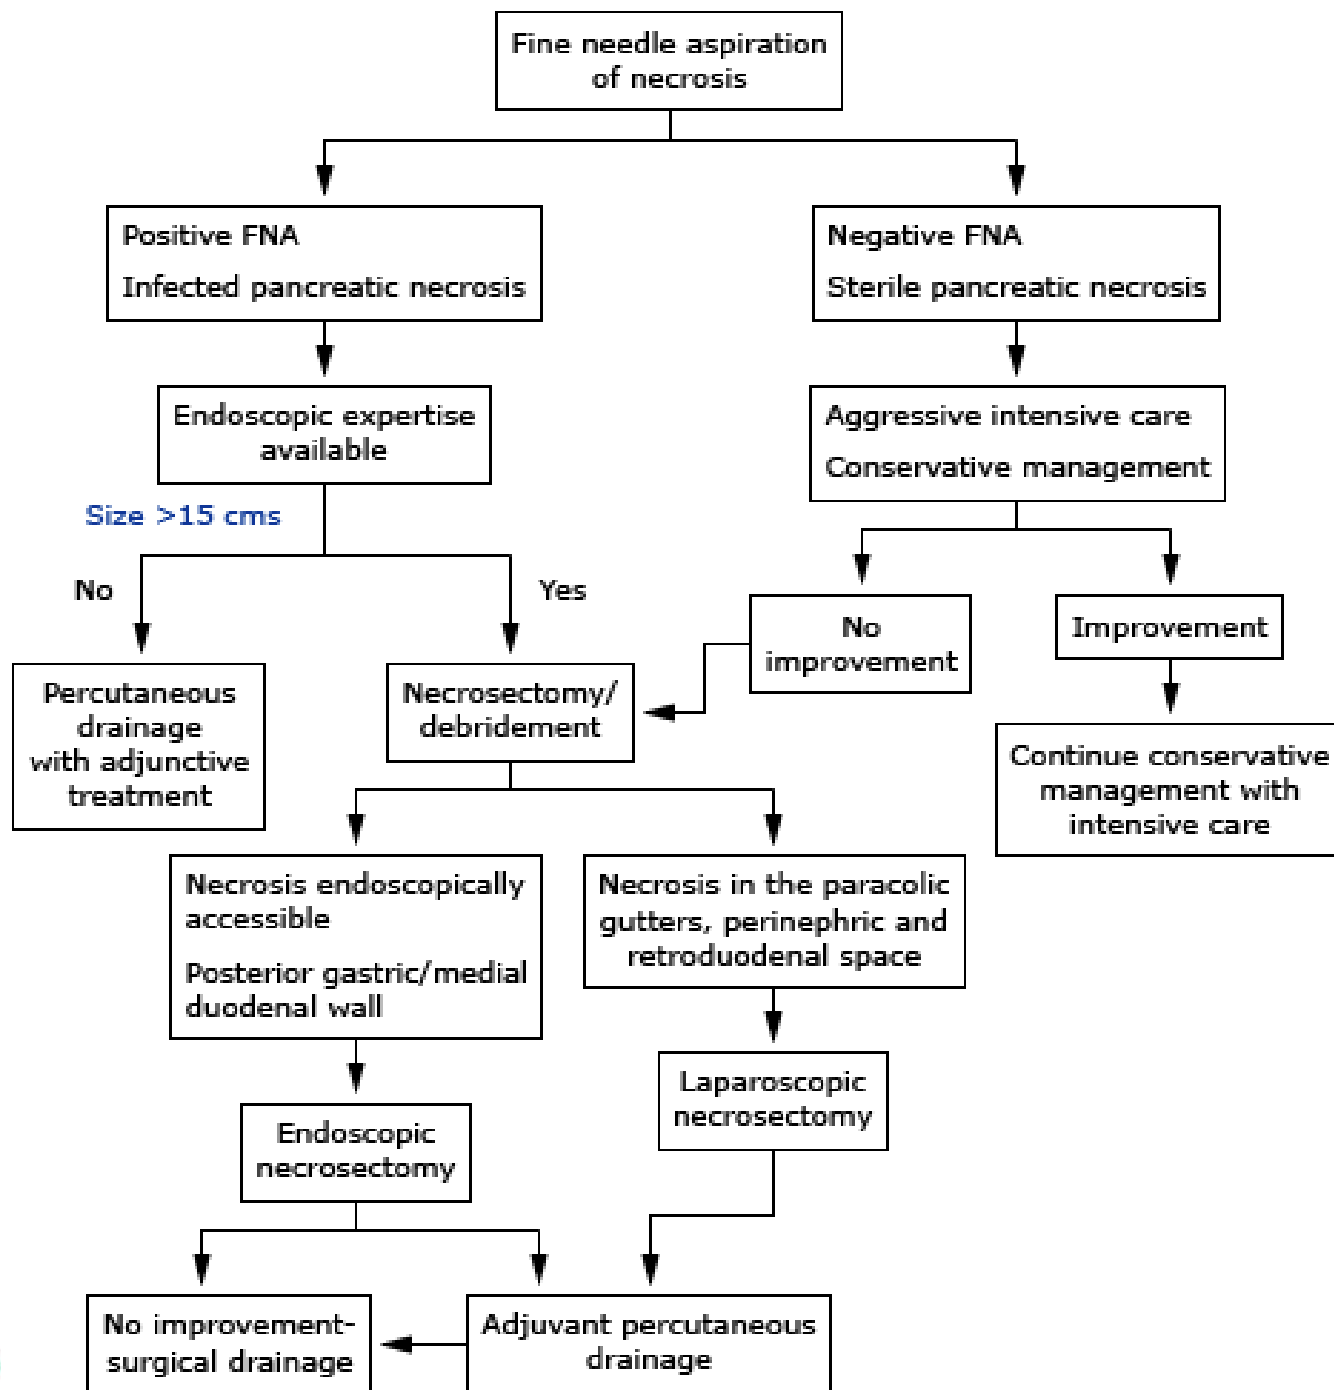 Fine needle aspiration
of necrosis
Positive FNA
Infected pancreatic necrosis
Negative FNA
Sterile pancreatic necrosis
Endoscopic expertise
available
Aggressive intensive care
Conservative management
Size >15 cms
No
Yes
No
improvement
Improvement
Percutaneous
drainage
with adjunctive
treatment
Necrosectomy/
debridement
Continue conservative
management with
intensive care
Necrosis endoscopically
accessible
Posterior gastric/medial
duodenal wall
Necrosis in the paracolic
gutters, perinephric and
retroduodenal space
Laparoscopic
necrosectomy
Endoscopic
necrosectomy
No improvement-
surgical drainage
Adjuvant percutaneous
drainage